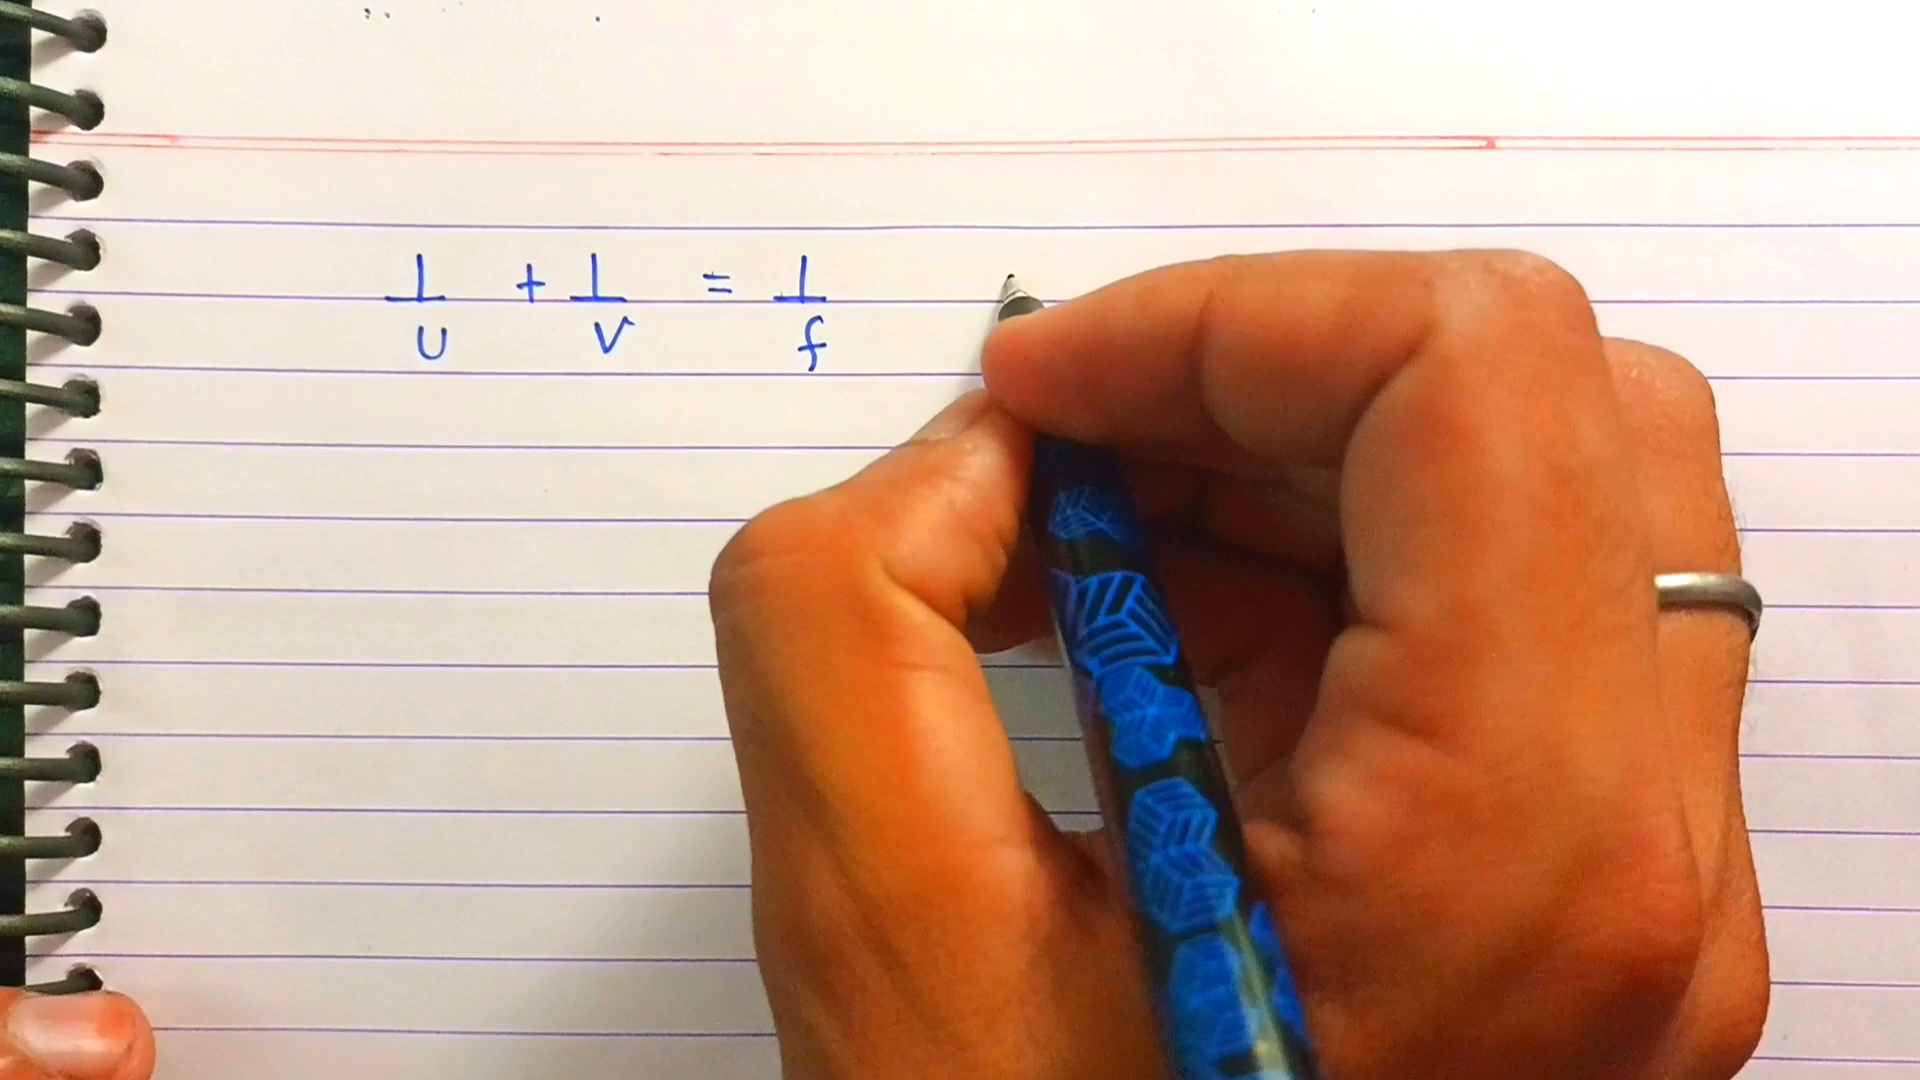 1/u + 1/v = 1/f